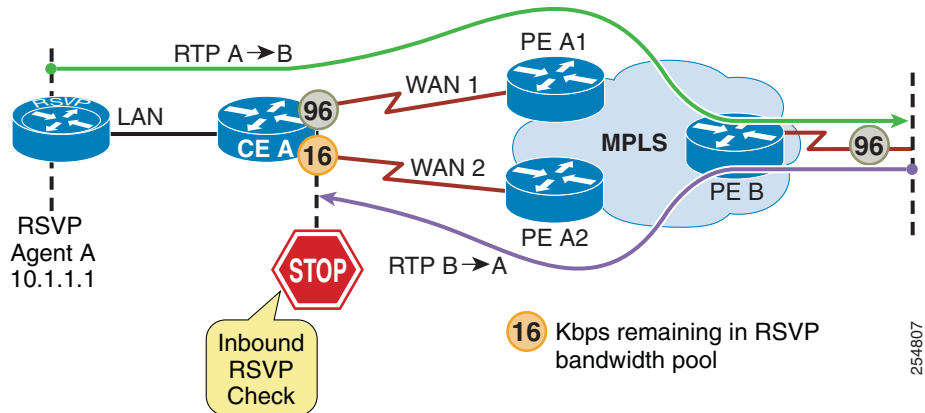 RTP A→B
PE A1
RSVP
LAN
WAN 1
96
CE A
16
MPLS
96
WAN 2
PE B
PE A2
RSVP
Agent A
10.1.1.1
STOP
RTP B→A
Inbound
RSVP
Check
16 Kbps remaining in RSVP
bandwidth pool
254807